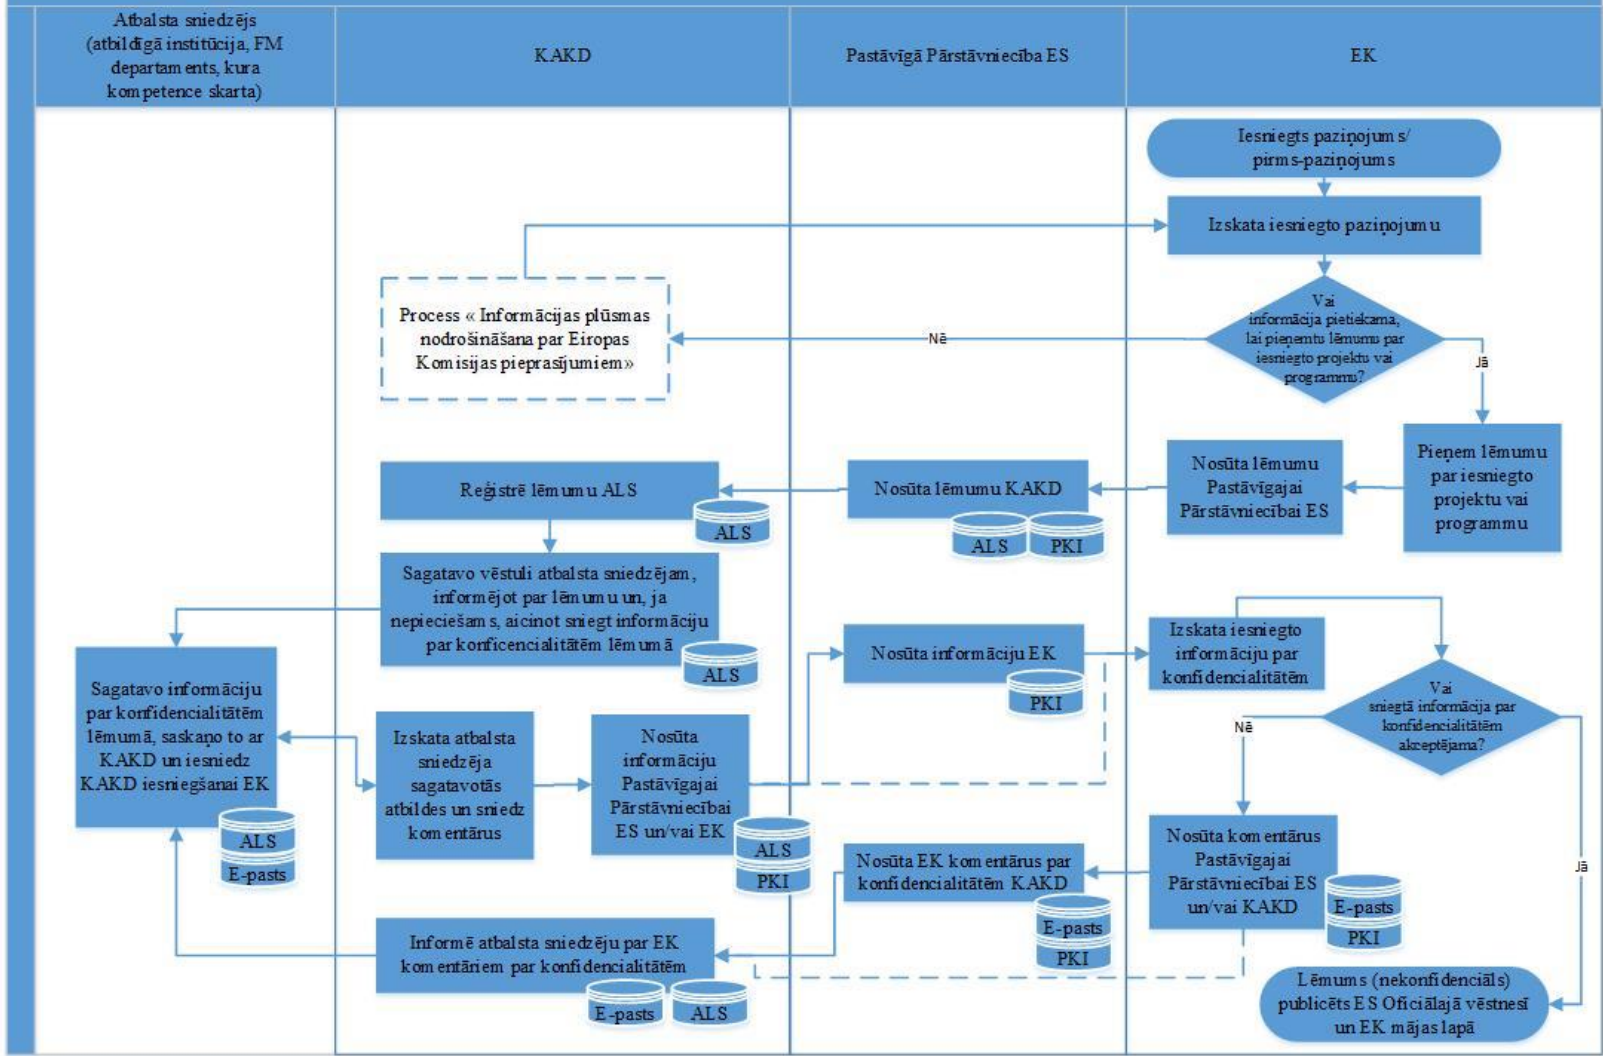 Atbalsta sniedzējs
(atbildīgā institūcija, FM
departaments, kura
kompetence skarta)
KAKD
Pastāvīgā Pārstāvniecība ES
EK
Iesniegts paziņojums/
pirms-paziņojums
Izskata iesniegto paziņojumu
Process « Informācijas plūsmas
nodrošināšana par Eiropas
Komisijas pieprasījumiem»
Nē
Vai
informācija pietiekama,
lai pieņemtu lēmumu par
iesniegto projektu vai
programmu?
Jā
Reģistrē lēmumu ALS
ALS
Nosūta lēmumu KAKD
ALS
PKI
Nosūta lēmumu
Pastāvīgajai
Pārstāvniecībai ES
Pieņem lēmumu
par iesniegto
projektu vai
programmu
Sagatavo vēstuli atbalsta sniedzējam,
informējot par lēmumu un, ja
nepieciešams, aicinot sniegt informāciju
par konficencialitātēm lēmumā
ALS
Nosūta informāciju EK
PKI
Izskata iesniegto
informāciju par
konfidencialitātēm
Vai
sniegtā informācija par
konfidencialitātēm
akceptējama?
Nē
Jā
Sagatavo informāciju
par konfidencialitātēm
lēmumā, saskaņo to ar
KAKD un iesniedz
KAKD iesniegšanai EK
ALS
E-pasts
Izskata atbalsta
sniedzēja
sagatavotās
atbildes un sniedz
komentārus
Nosūta
informāciju
Pastāvīgajai
Pārstāvniecībai
ES un/vai EK
ALS
PKI
Nosūta EK komentārus par
konfidencialitātēm KAKD
E-pasts
PKI
Nosūta komentārus
Pastāvīgajai
Pārstāvniecībai ES
un/vai KAKD
E-pasts
PKI
Informē atbalsta sniedzēju par EK
komentāriem par konfidencialitātēm
E-pasts
ALS
Lēmums (nekonfidenciāls)
publicēts ES Oficiālajā vēstnesī
un EK mājas lapā